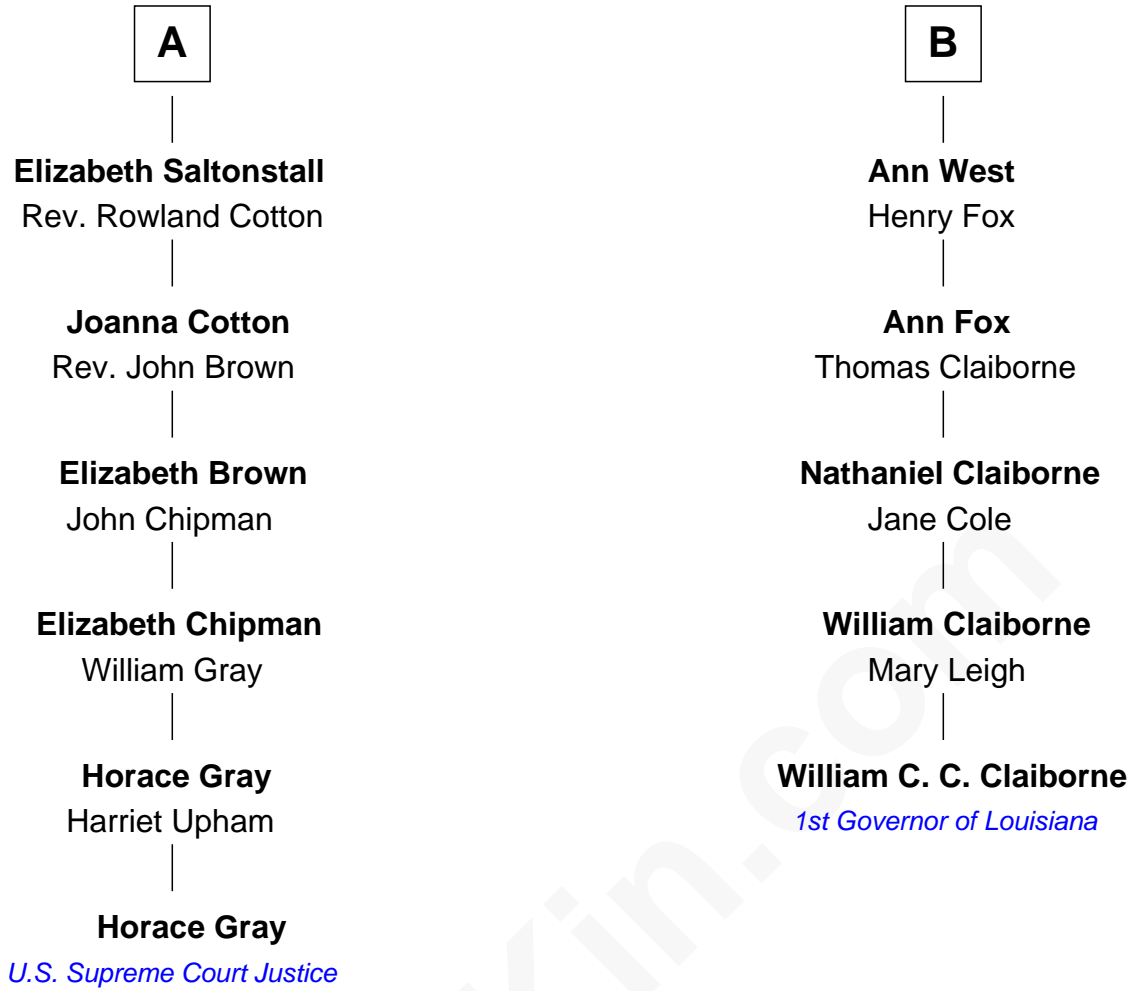 A
Elizabeth Saltonstall
Rev. Rowland Cotton
Joanna Cotton
Rev. John Brown
Elizabeth Brown
John Chipman
Elizabeth Chipman
William Gray
Horace Gray
Harriet Upham
Horace Gray
U.S. Supreme Court Justice
B
Ann West
Henry Fox
Ann Fox
Thomas Claiborne
Nathaniel Claiborne
Jane Cole
William Claiborne
Mary Leigh
William C. C. Claiborne
1st Governor of Louisiana
Kin.com